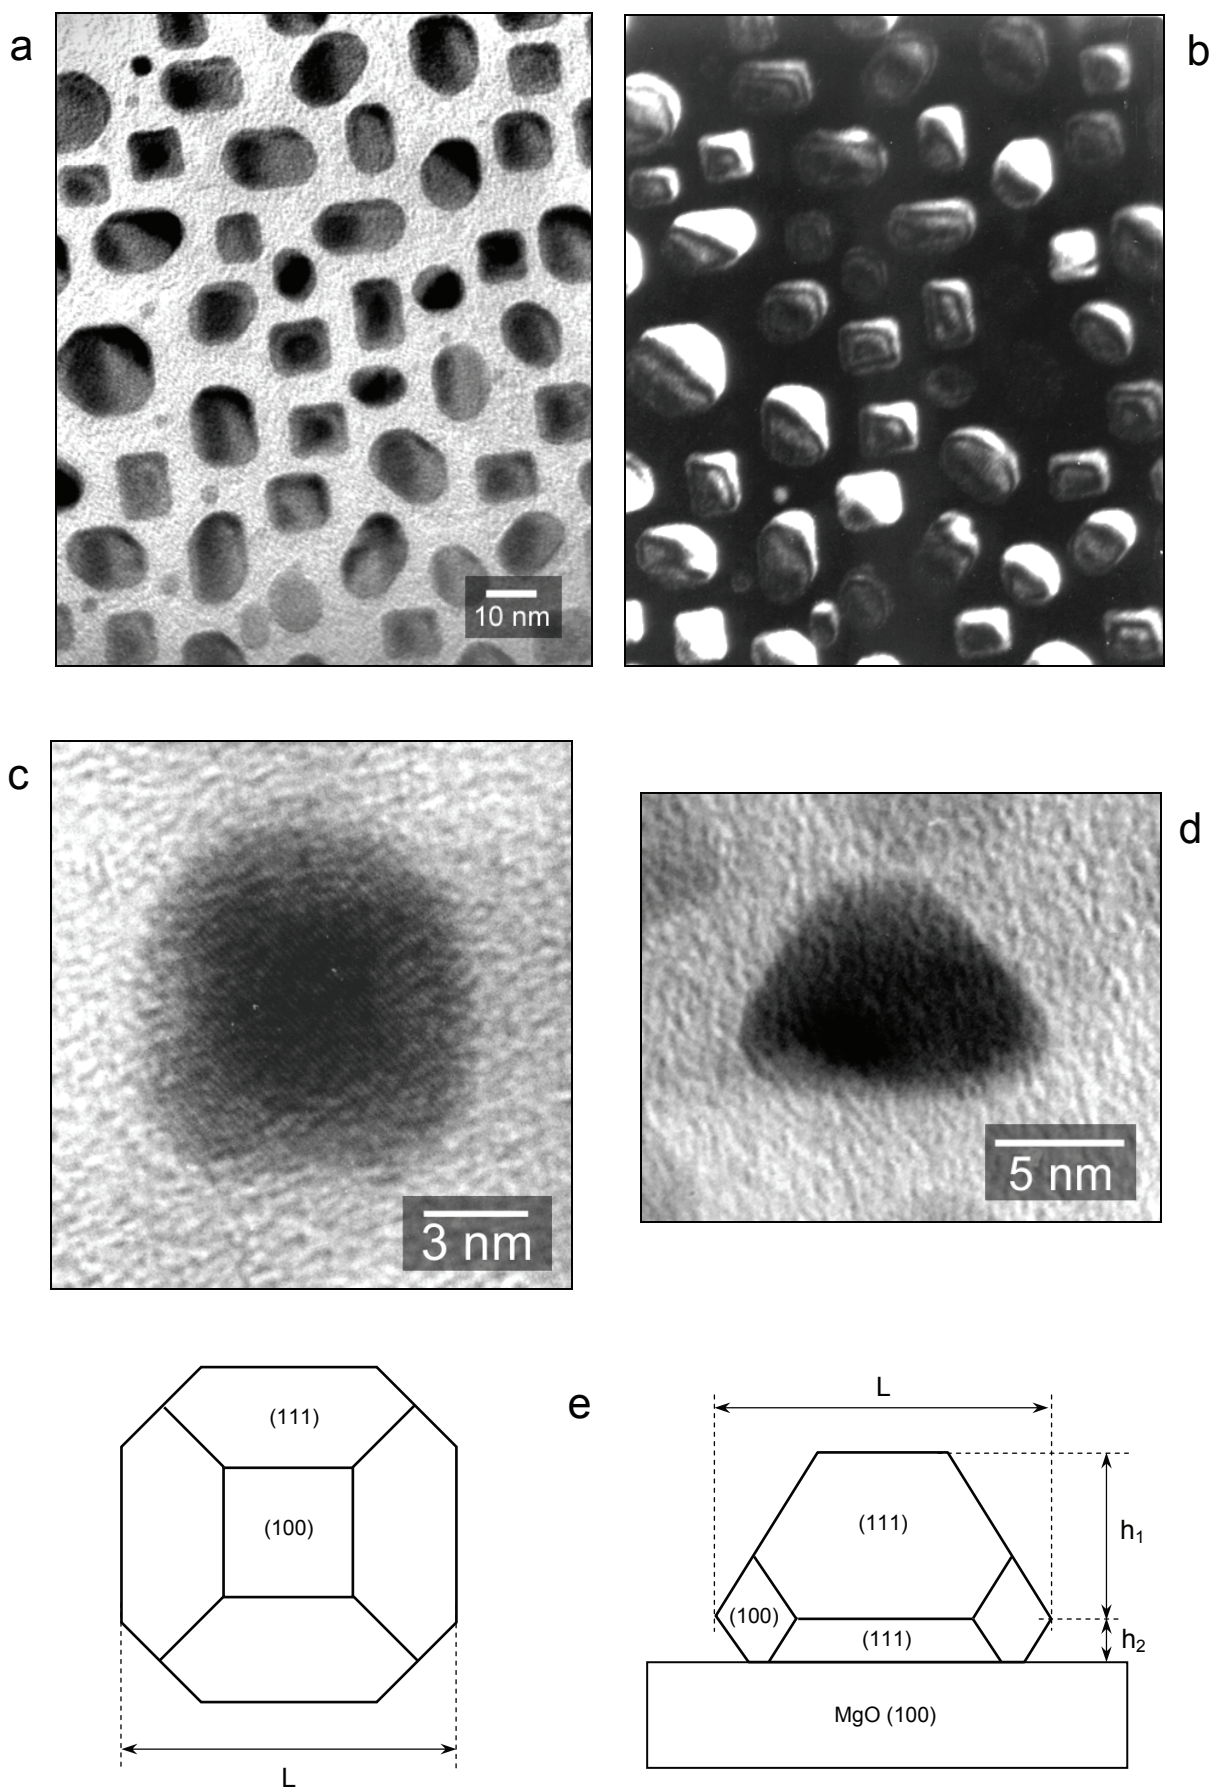 a
b
10 nm
c
d
3 nm
5 nm
e
(111)
(100)
L
L
(111)
(100)
(111)
h₁
h₂
MgO (100)